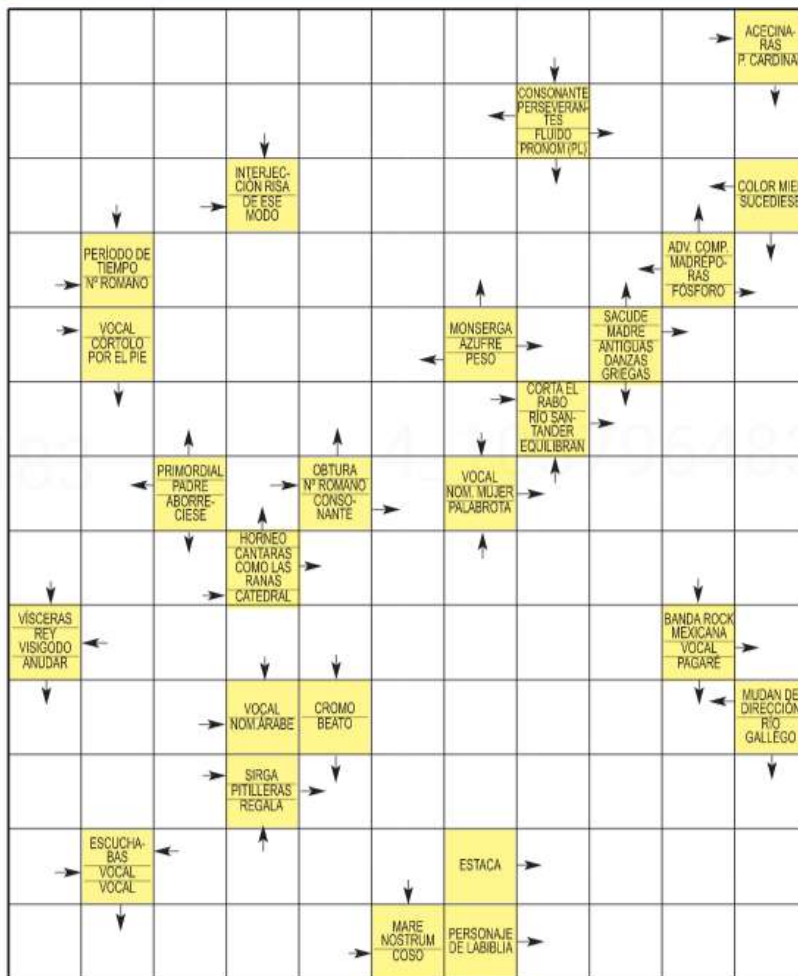 ACECINA-
RAS
P. CARDINA
CONSONANTE
PERSEVERAN-
TES
FLUIDO
PRONOM (PL)
INTERJEC-
CIÓN RISA
DE ESE
MODO
COLOR MIE
SUCEDIESE
PERÍODO DE
TIEMPO
Nº ROMANO
ADV. COMP.
MADRÉPO-
RAS
FÓSFORO
VOCAL
CÓRTOLO
POR EL PIE
MONSERGA
AZUFRE
PESO
SACUDE
MADRE
ANTIGUAS
DANZAS
GRIEGAS
CORTA EL
RABO
RÍO SAN-
TANDER
EQUILIBRAN
PRIMORDIAL
PADRE
ABORRE-
CIESE
OBTURA
Nº ROMANO
CONSO-
NANTE
VOCAL
NOM. MUJER
PALABROTA
HORNEO
CANTARAS
COMO LAS
RANAS
CATEDRAL
VÍSCERAS
REY
VISIGODO
ANUDAR
BANDA ROCK
MEXICANA
VOCAL
PAGARÉ
VOCAL
NOM.ÁRABE
CROMO
BEATO
MUDAN DE
DIRECCIÓN
RÍO
GALLEGO
SIRGA
PITILLERAS
REGALA
ESCUCHA-
BAS
VOCAL
VOCAL
ESTACA
MARE
NOSTRUM
COSO
PERSONAJE
DE LABIBLIA